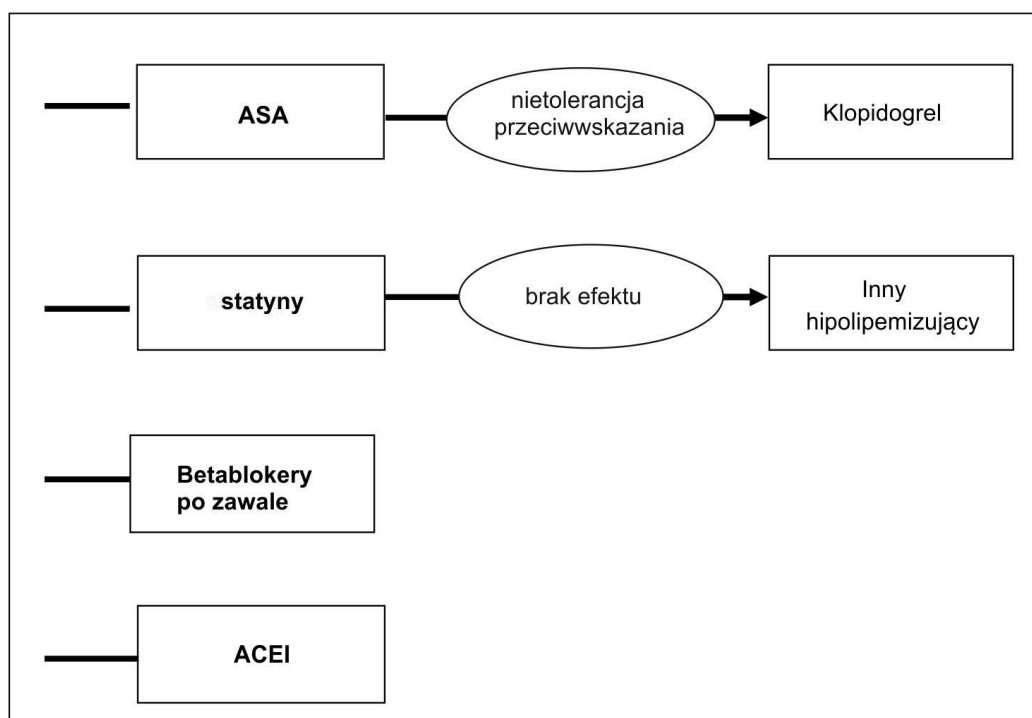 ASA
nietolerancja
przeciwwskazania
Klopidogrel
statyny
brak efektu
Inny
hipolipemizujący
Betablokery
po zawale
ACEI